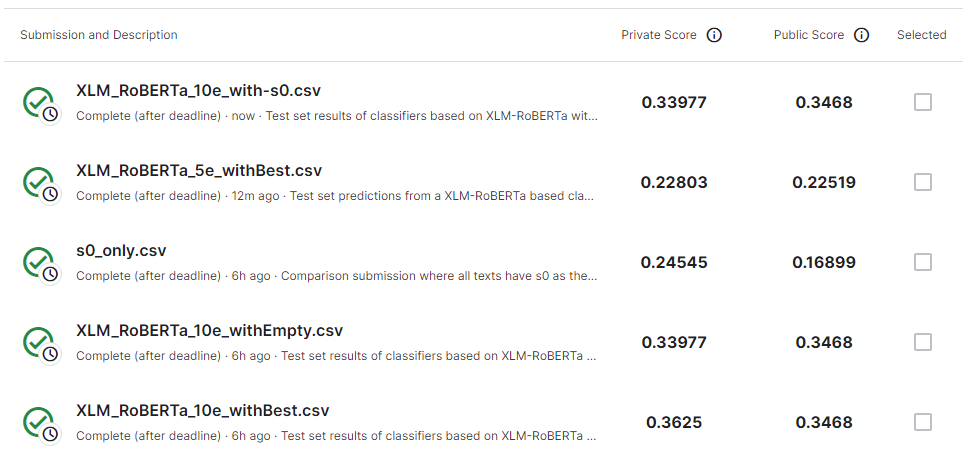 Submission and Description Private Score Public Score Selected
XLM_RoBERTa_10e_with-s0.csv
Complete (after deadline) · now · Test set results of classifiers based on XLM-RoBERTa wit...
0.33977 0.3468
XLM_RoBERTa_5e_withBest.csv
Complete (after deadline) · 12m ago · Test set predictions from a XLM-RoBERTa based cla...
0.22803 0.22519
s0_only.csv
Complete (after deadline) · 6h ago · Comparison submission where all texts have s0 as the...
0.24545 0.16899
XLM_RoBERTa_10e_withEmpty.csv
Complete (after deadline) · 6h ago · Test set results of classifiers based on XLM-RoBERTa ...
0.33977 0.3468
XLM_RoBERTa_10e_withBest.csv
Complete (after deadline) · 6h ago · Test set results of classifiers based on XLM-RoBERTa ...
0.3625 0.3468